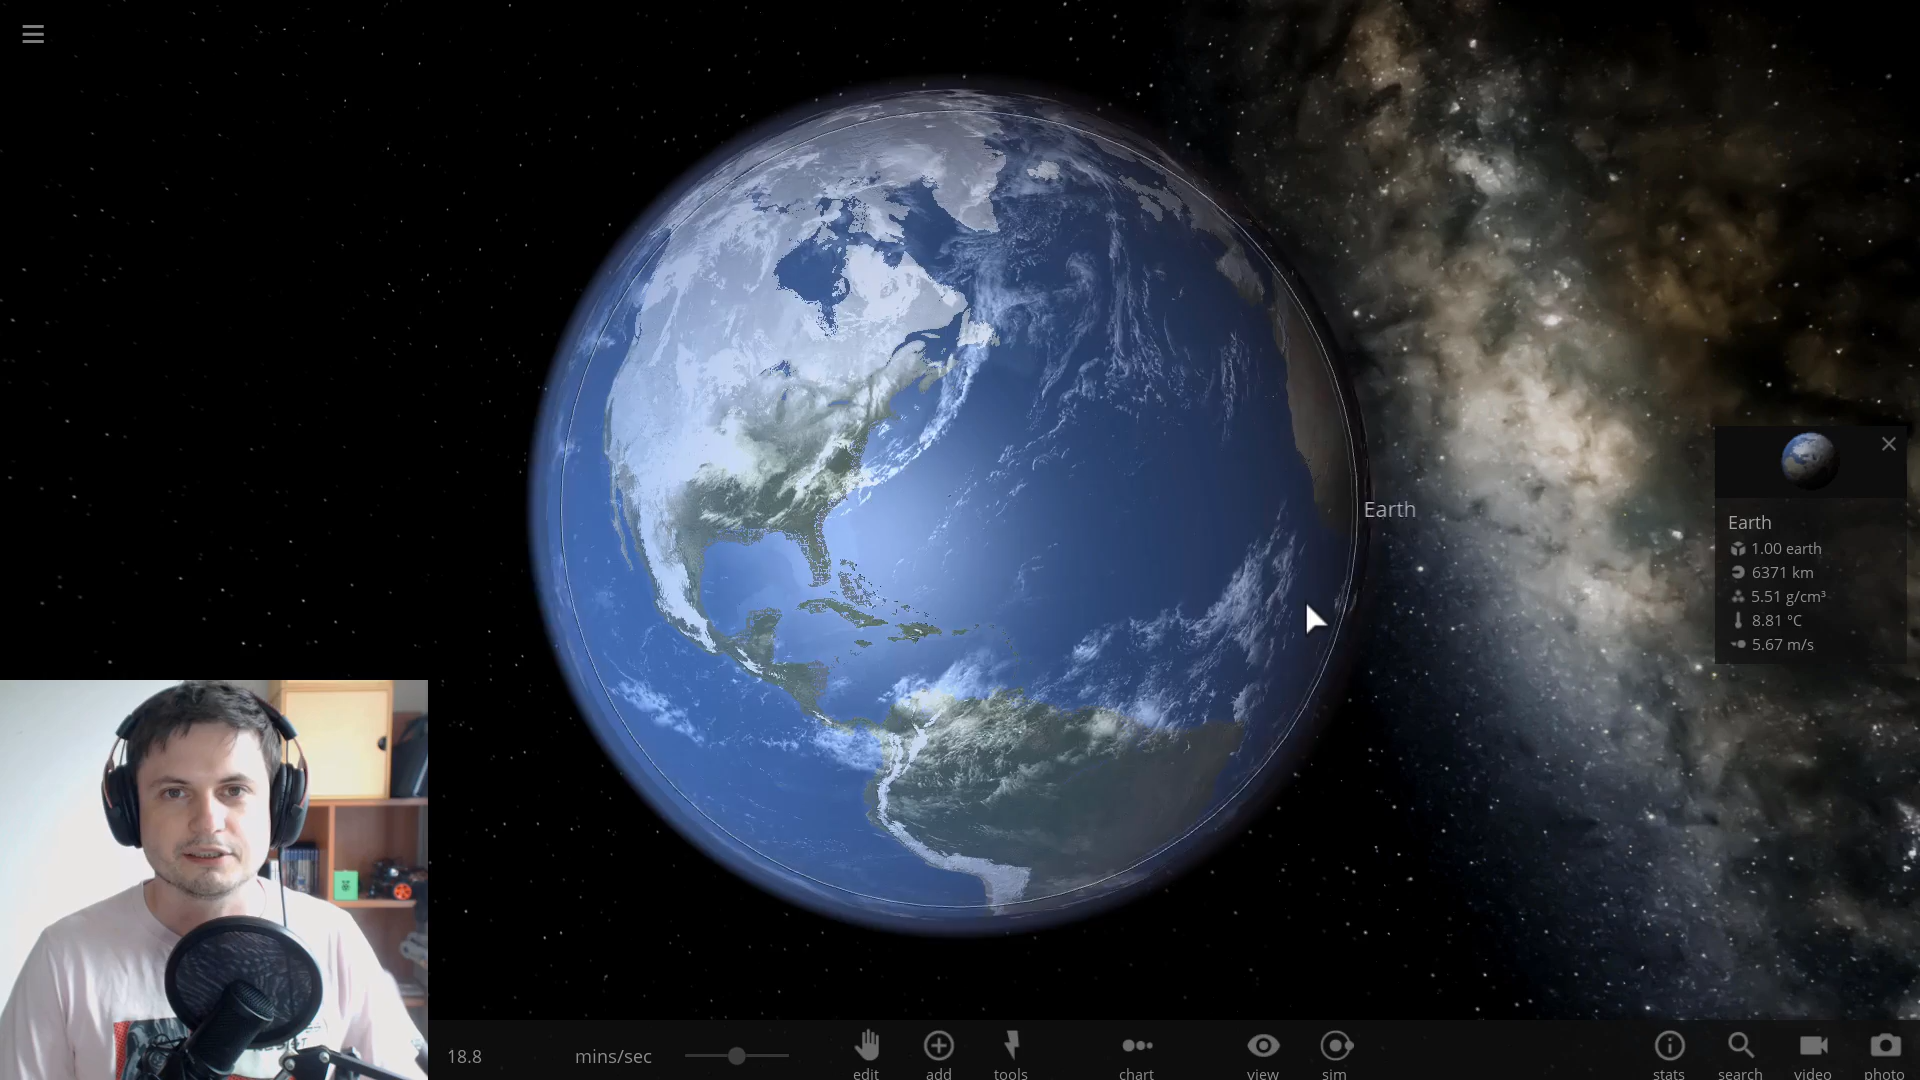 Earth
Earth
1.00 earth
6371 km
5.51 g/cm³
8.81 °C
5.67 m/s
18.8 mins/sec
edit add tools chart view sim stats search video photo